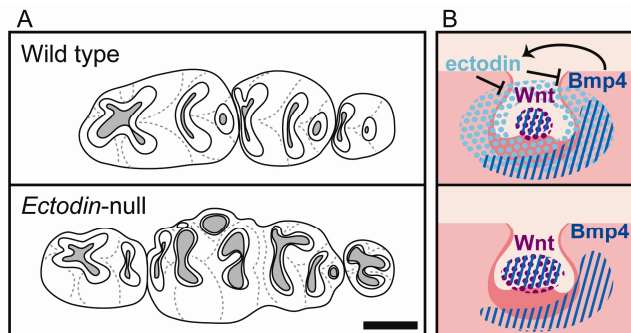 A
B
Wild type
ectodin
Bmp4
Wnt
Ectodin-null
Wnt
Bmp4